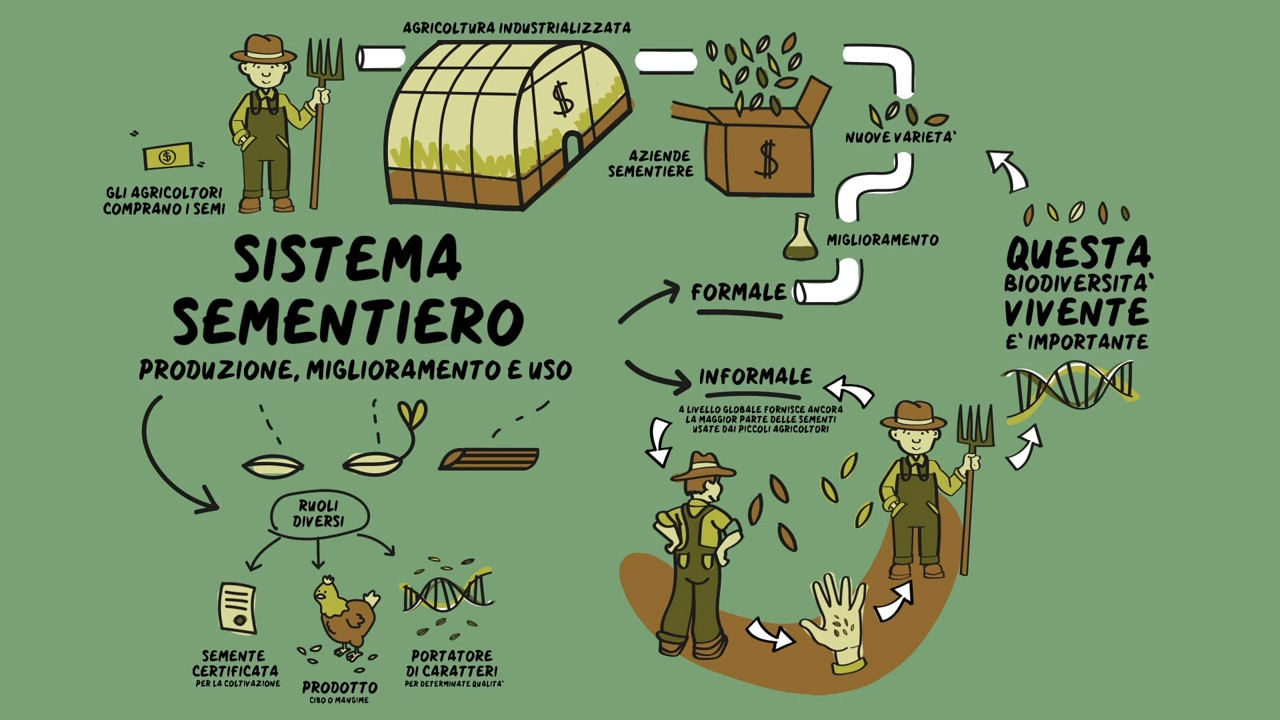 AGRICOLTURA INDUSTRIALIZZATA
$
$
$
GLI AGRICOLTORI
COMPRANO I SEMI
AZIENDE
SEMENTIERE
NUOVE VARIETA'
MIGLIORAMENTO
FORMALE
SISTEMA
SEMENTIERO
PRODUZIONE, MIGLIORAMENTO E USO
QUESTA
BIODIVERSITA'
VIVENTE
E' IMPORTANTE
INFORMALE
A LIVELLO GLOBALE FORNISCE ANCORA
LA MAGGIOR PARTE DELLE SEMENTI
USATE DAI PICCOLI AGRICOLTORI
RUOLI
DIVERSI
SEMENTE
CERTIFICATA
PER LA COLTIVAZIONE
PRODOTTO
CIBO O MANGIME
PORTATORE
DI CARATTERI
PER DETERMINATE QUALITA'